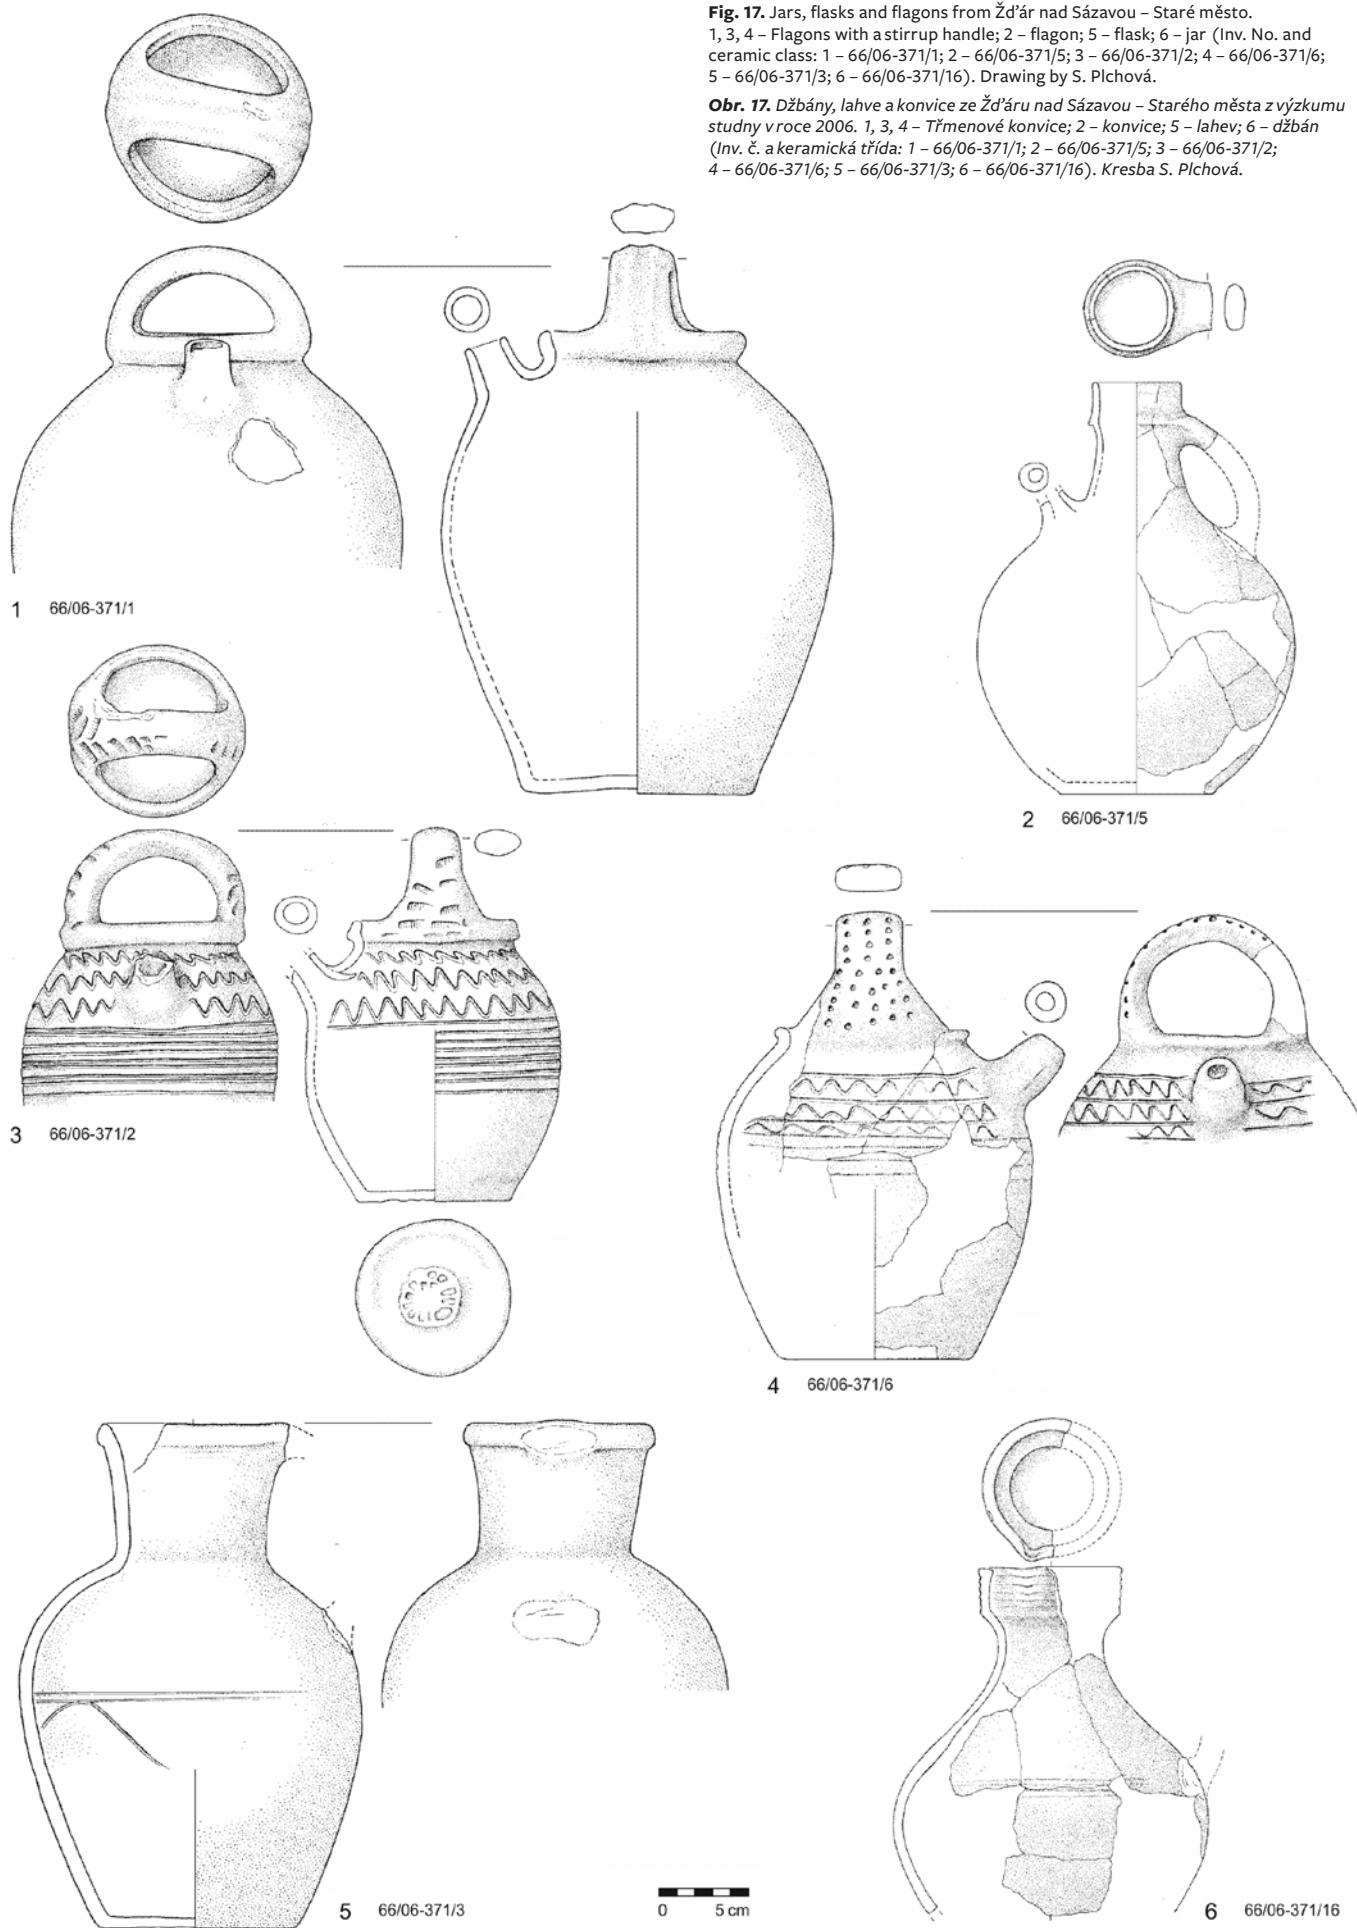 Fig. 17. Jars, flasks and flagons from Žďár nad Sázavou – Staré město.
1, 3, 4 – Flagons with a stirrup handle; 2 – flagon; 5 – flask; 6 – jar (Inv. No. and
ceramic class: 1 – 66/06-371/1; 2 – 66/06-371/5; 3 – 66/06-371/2; 4 – 66/06-371/6;
5 – 66/06-371/3; 6 – 66/06-371/16). Drawing by S. Plchová.
Obr. 17. Džbány, lahve a konvice ze Žďáru nad Sázavou – Starého města z výzkumu
studny v roce 2006. 1, 3, 4 – Třmenové konvice; 2 – konvice; 5 – lahev; 6 – džbán
(Inv. č. a keramická třída: 1 – 66/06-371/1; 2 – 66/06-371/5; 3 – 66/06-371/2;
4 – 66/06-371/6; 5 – 66/06-371/3; 6 – 66/06-371/16). Kresba S. Plchová.
1 66/06-371/1
2 66/06-371/5
3 66/06-371/2
4 66/06-371/6
5 66/06-371/3
0 5 cm
6 66/06-371/16